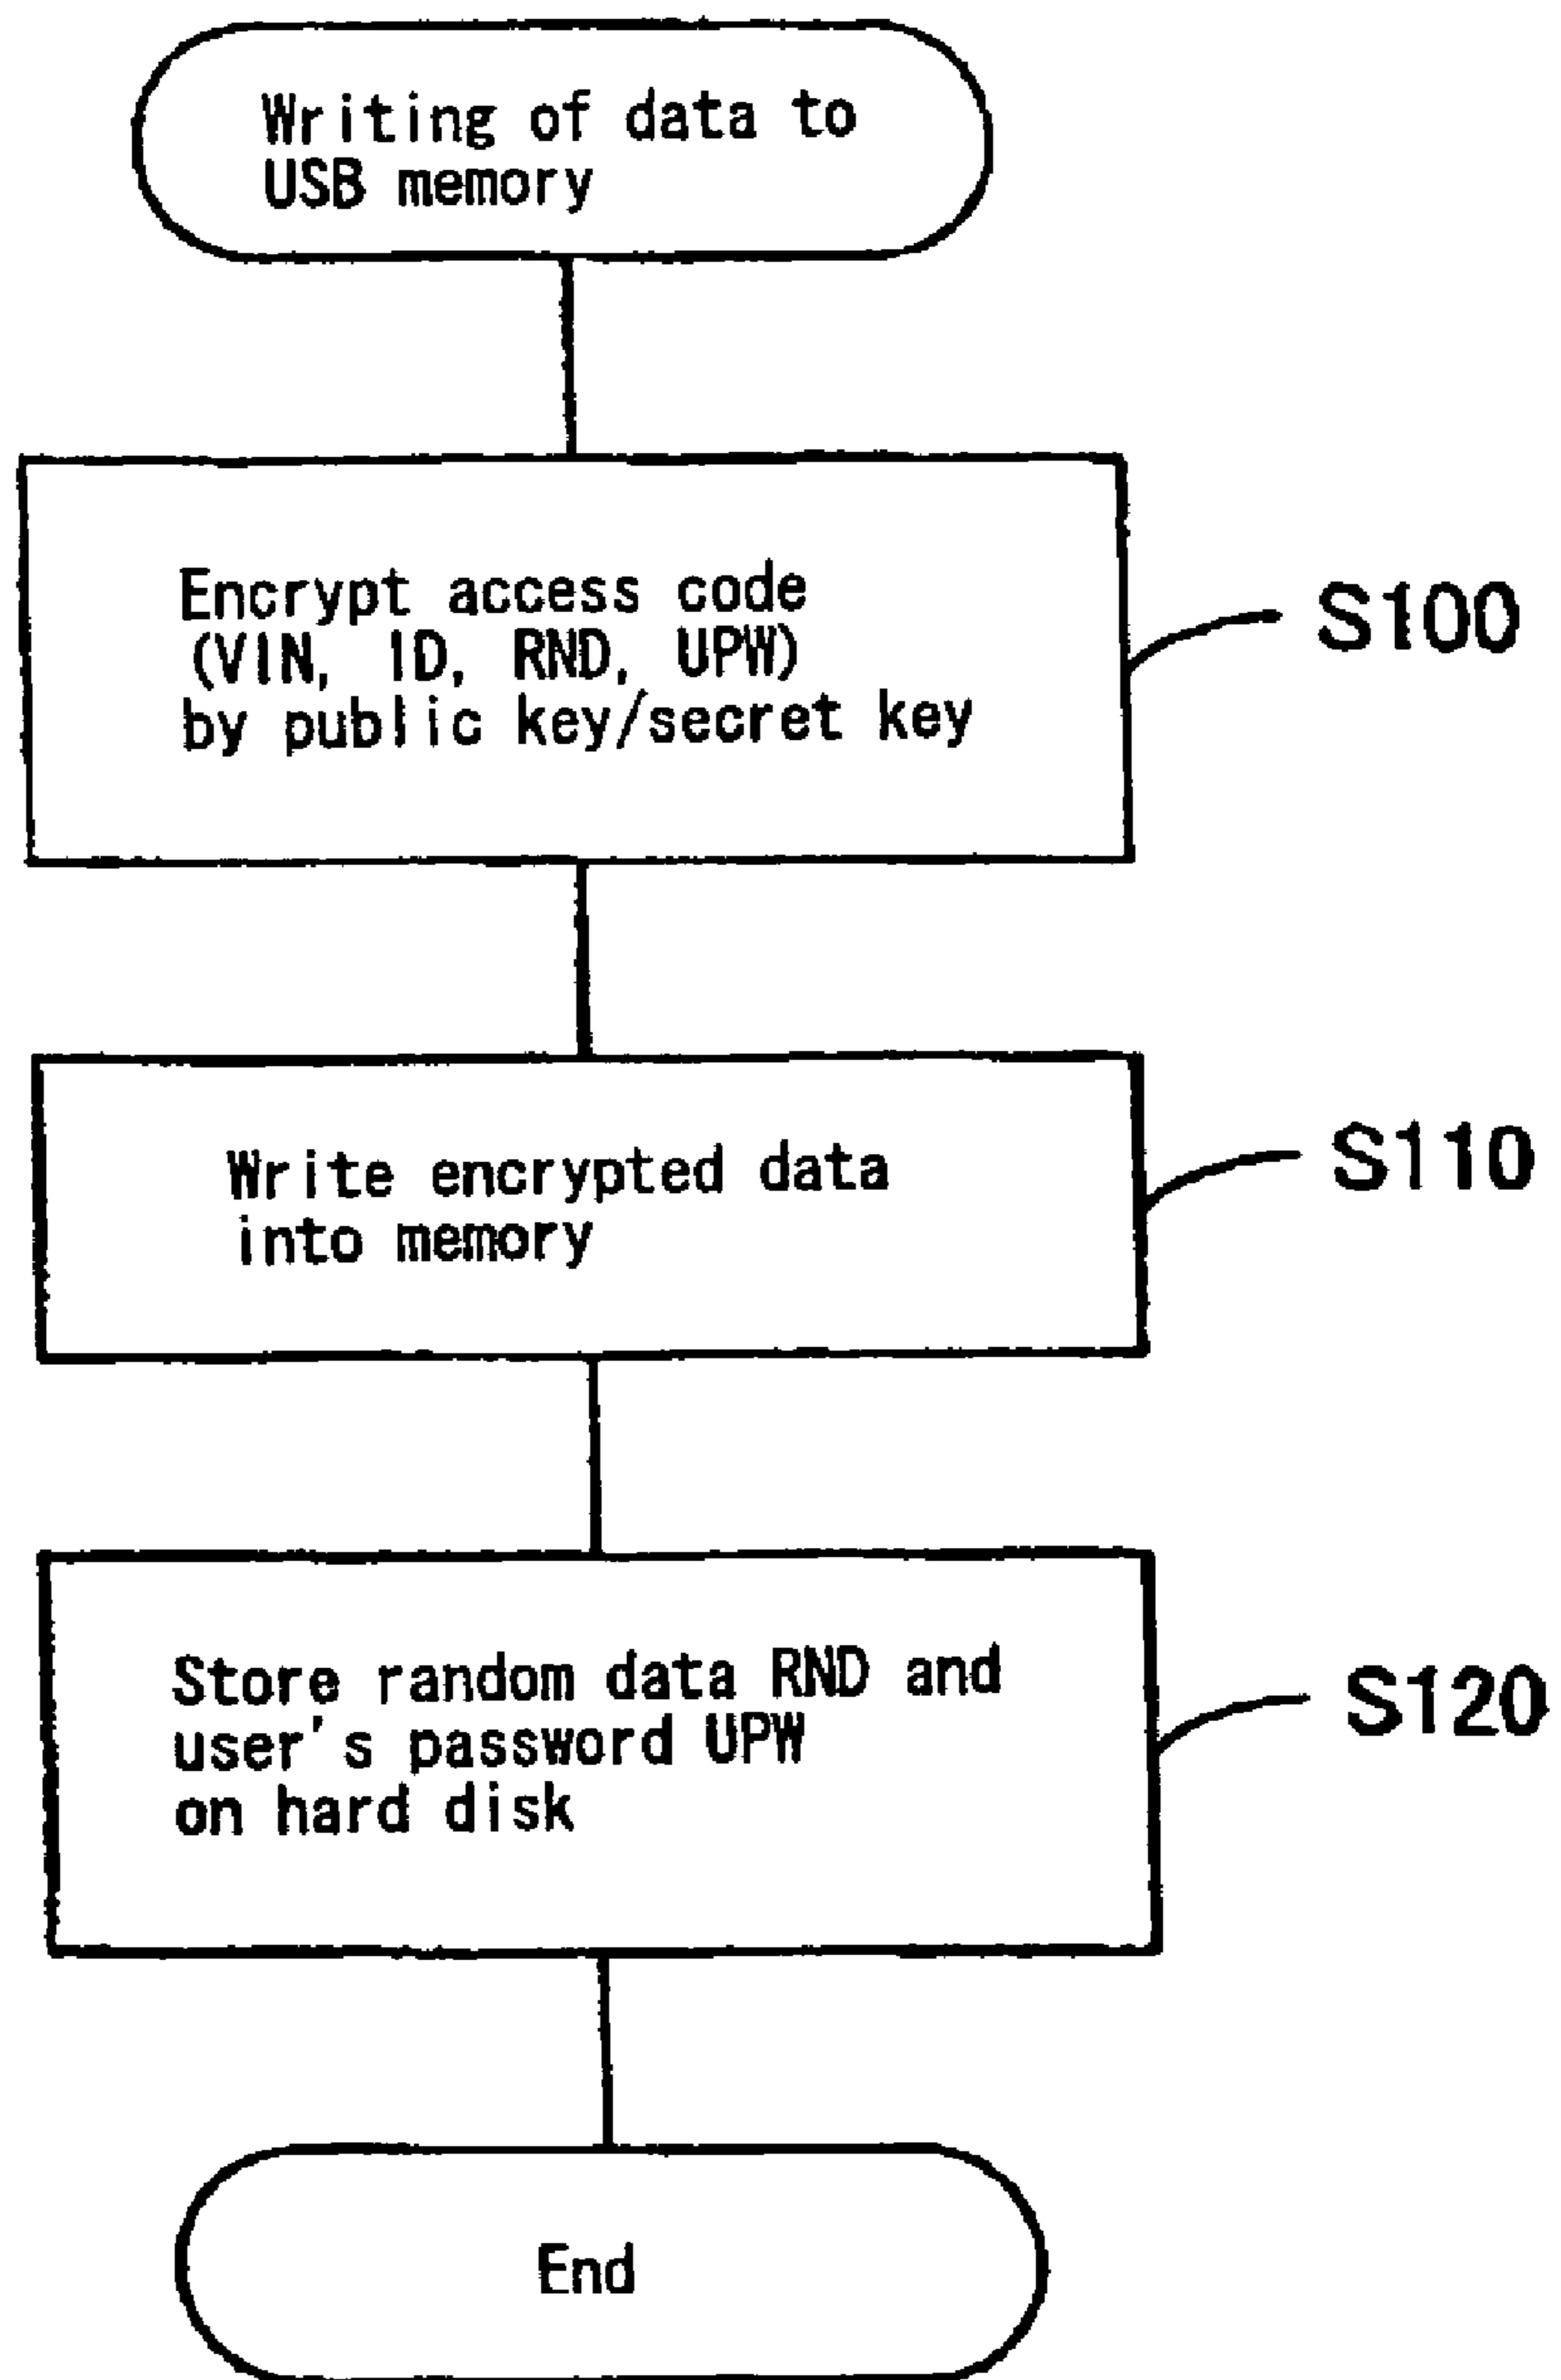 Writing of data to
USB memory
Encrypt access code
(VIN, ID, RND, UPW)
by public key/secret key
S100
Write encrypted data
into memory
S110
Store random data RND and
user's password UPW
on hard disk
S120
End